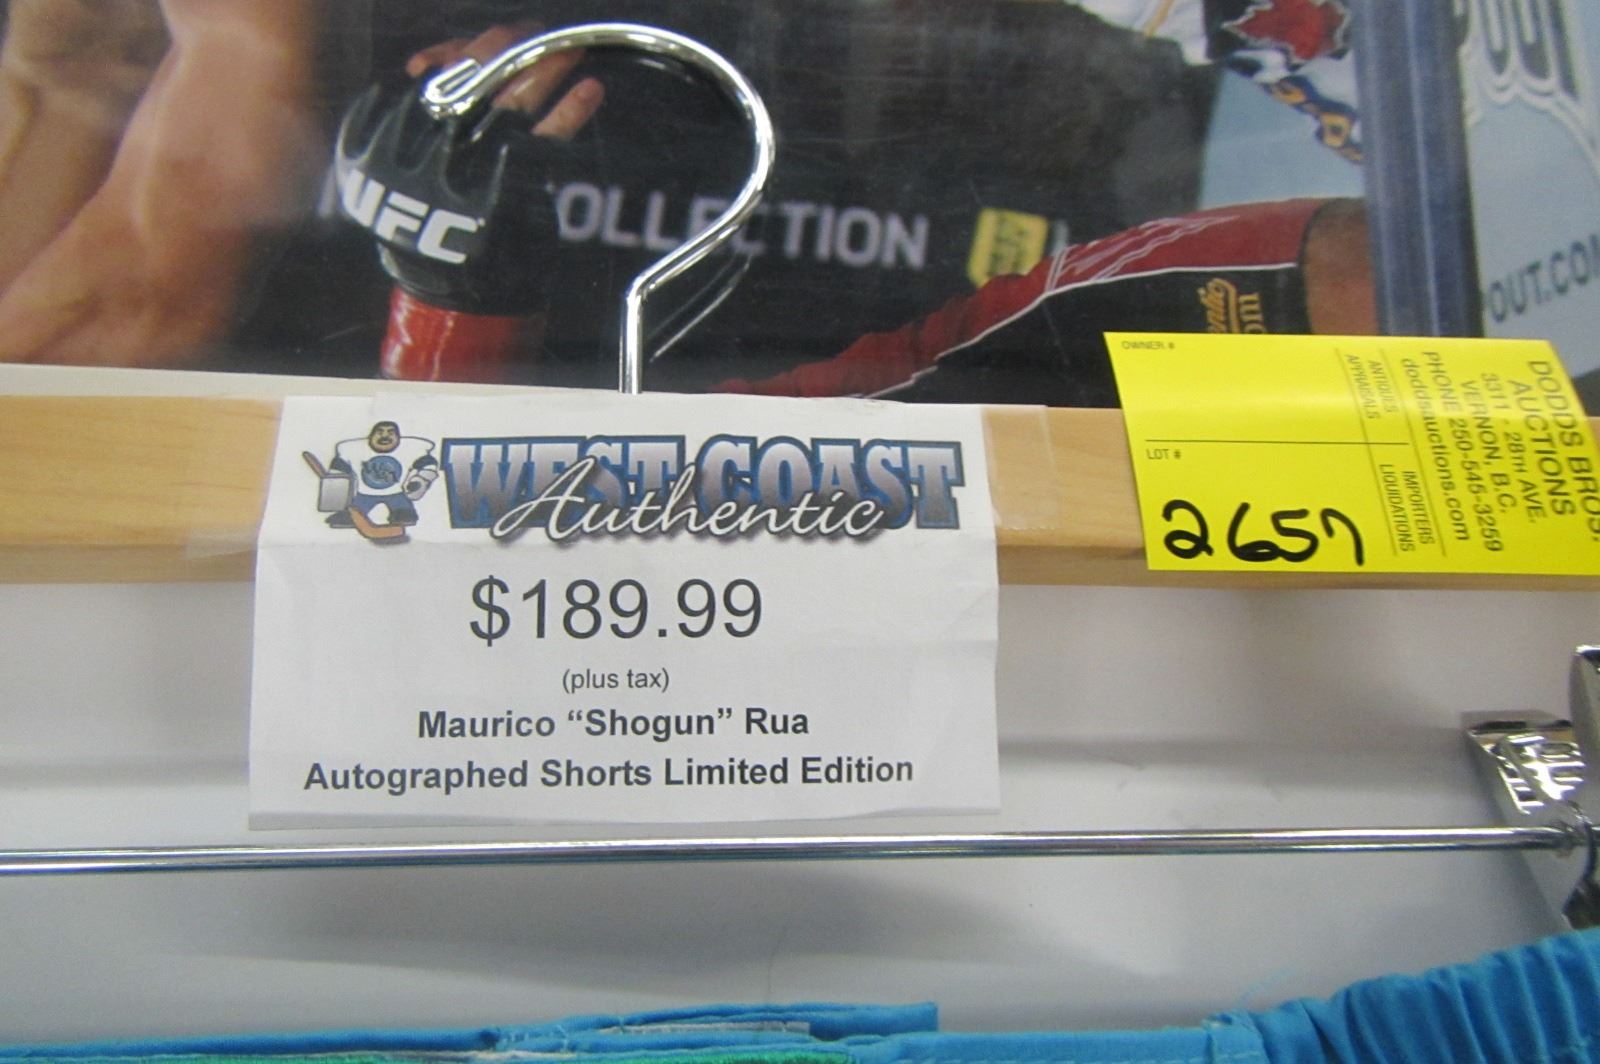 UFC
OLLECTION
OUT.CO
WEST COAST
Authentic
$189.99
(plus tax)
Maurico “Shogun” Rua
Autographed Shorts Limited Edition
OWNER #
LOT #
2657
DODDS BROS.
AUCTIONS
3311 - 28TH AVE.
VERNON, B.C.
PHONE 250-545-3259
doddsauctions.com
ANTIQUES IMPORTERS
APPRAISALS LIQUIDATIONS